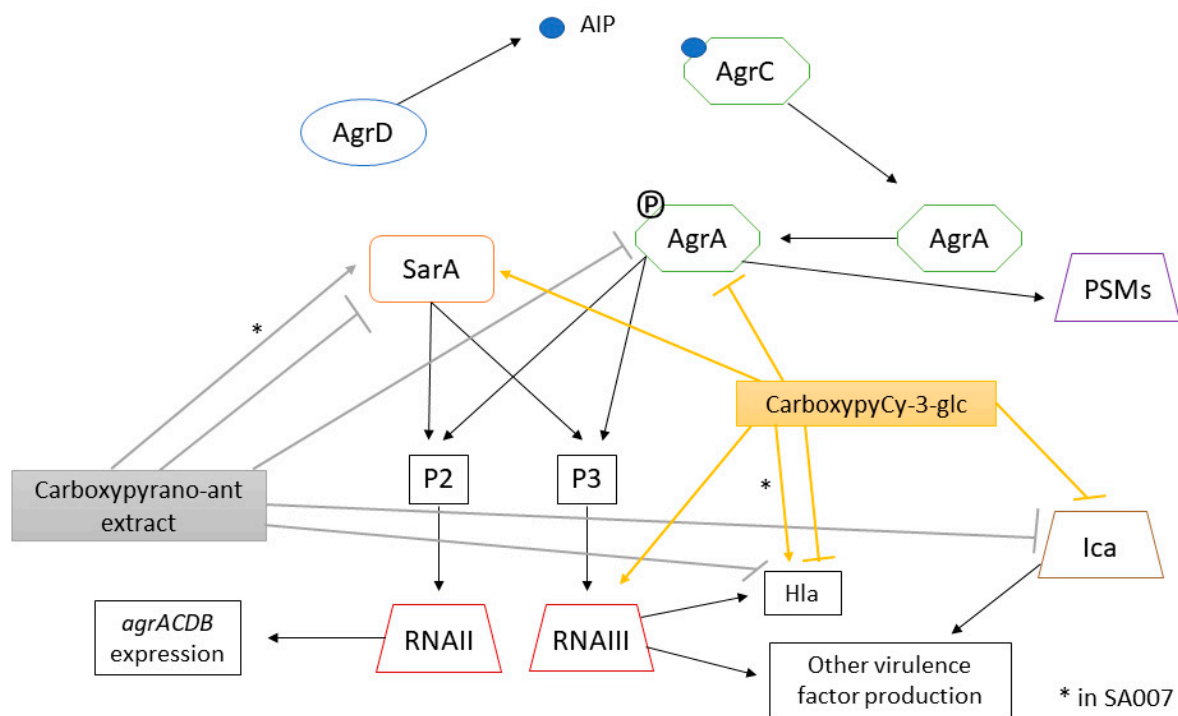 AIP
AgrC
AgrD
P
AgrA
AgrA
SarA
PSMs
*
CarboxypyCy-3-glc
Carboxypyrano-ant
extract
P2
P3
*
Ica
Hla
agrACDB
expression
RNAII
RNAIII
Other virulence
factor production
* in SA007